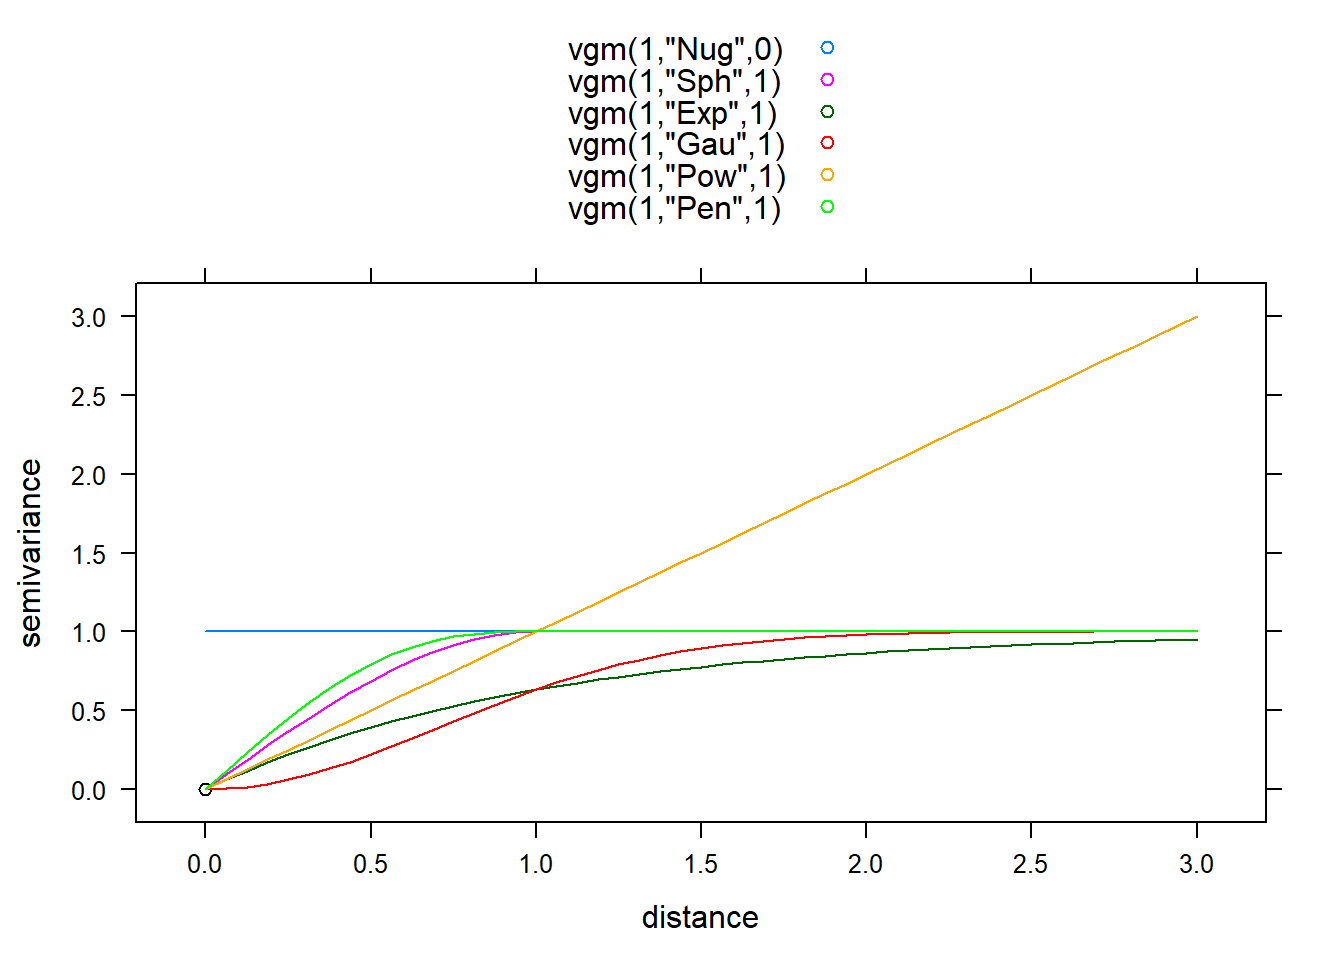 vgm(1,"Nug",0)
vgm(1,"Sph",1)
vgm(1,"Exp",1)
vgm(1,"Gau",1)
vgm(1,"Pow",1)
vgm(1,"Pen",1)
3.0
2.5
2.0
1.5
1.0
0.5
0.0
semivariance
0.0 0.5 1.0 1.5 2.0 2.5 3.0
distance